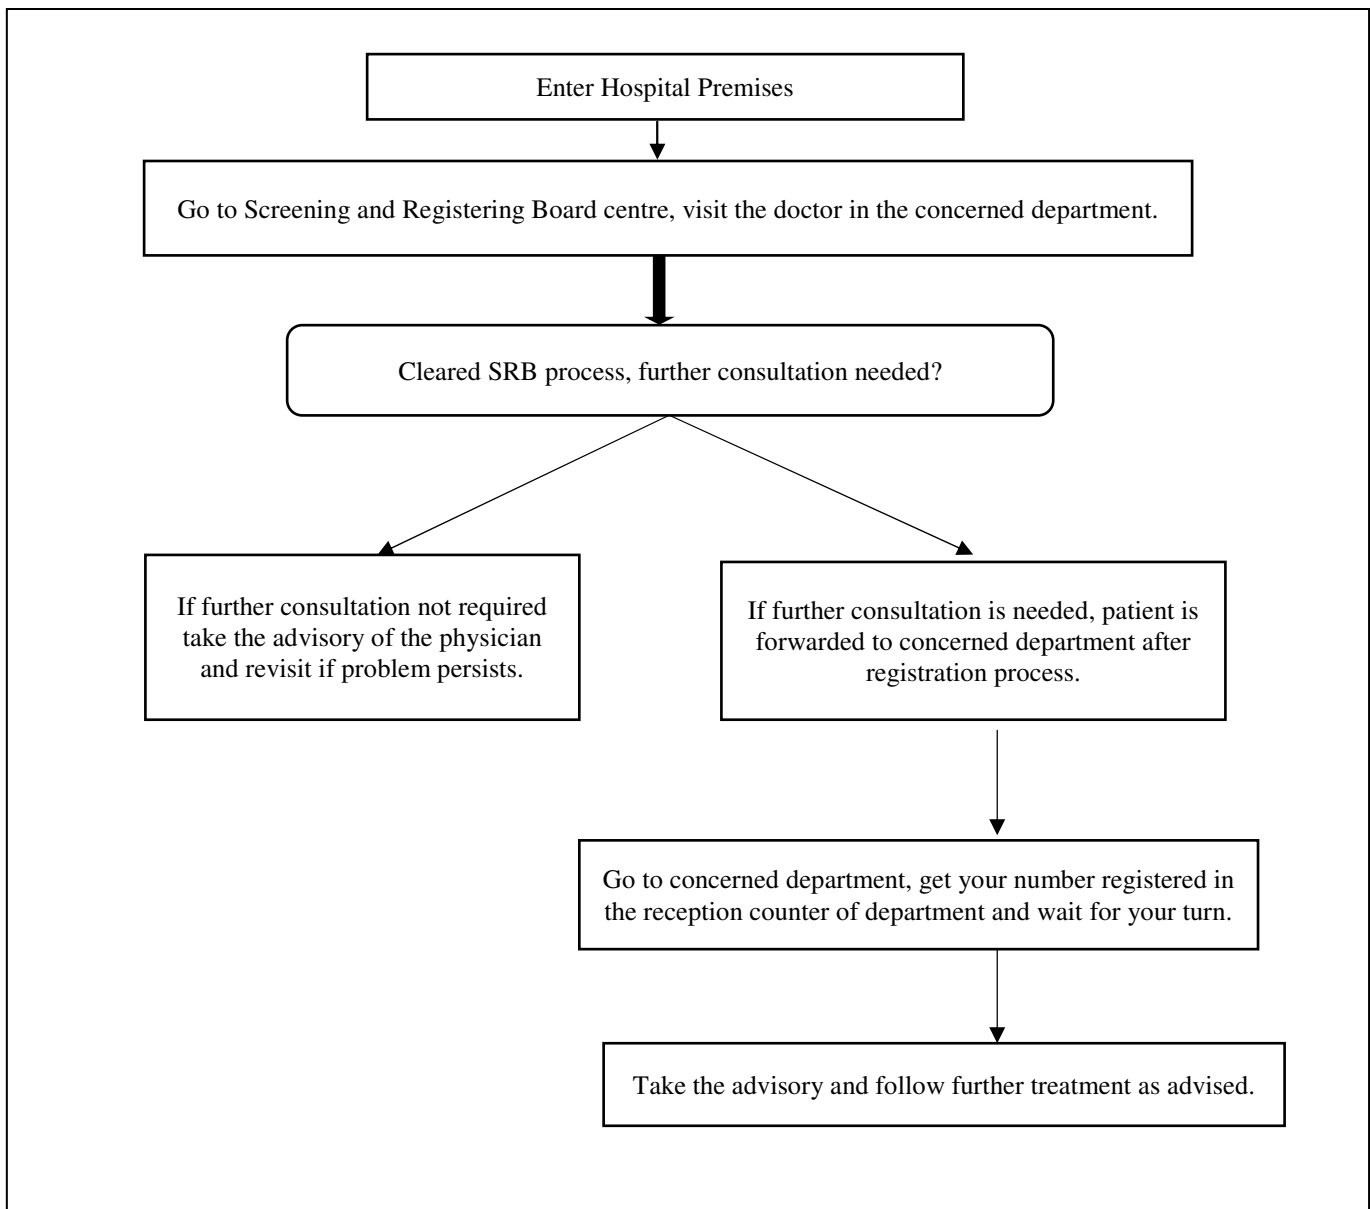 Enter Hospital Premises
Go to Screening and Registering Board centre, visit the doctor in the concerned department.
Cleared SRB process, further consultation needed?
If further consultation not required
take the advisory of the physician
and revisit if problem persists.
If further consultation is needed, patient is
forwarded to concerned department after
registration process.
Go to concerned department, get your number registered in
the reception counter of department and wait for your turn.
Take the advisory and follow further treatment as advised.